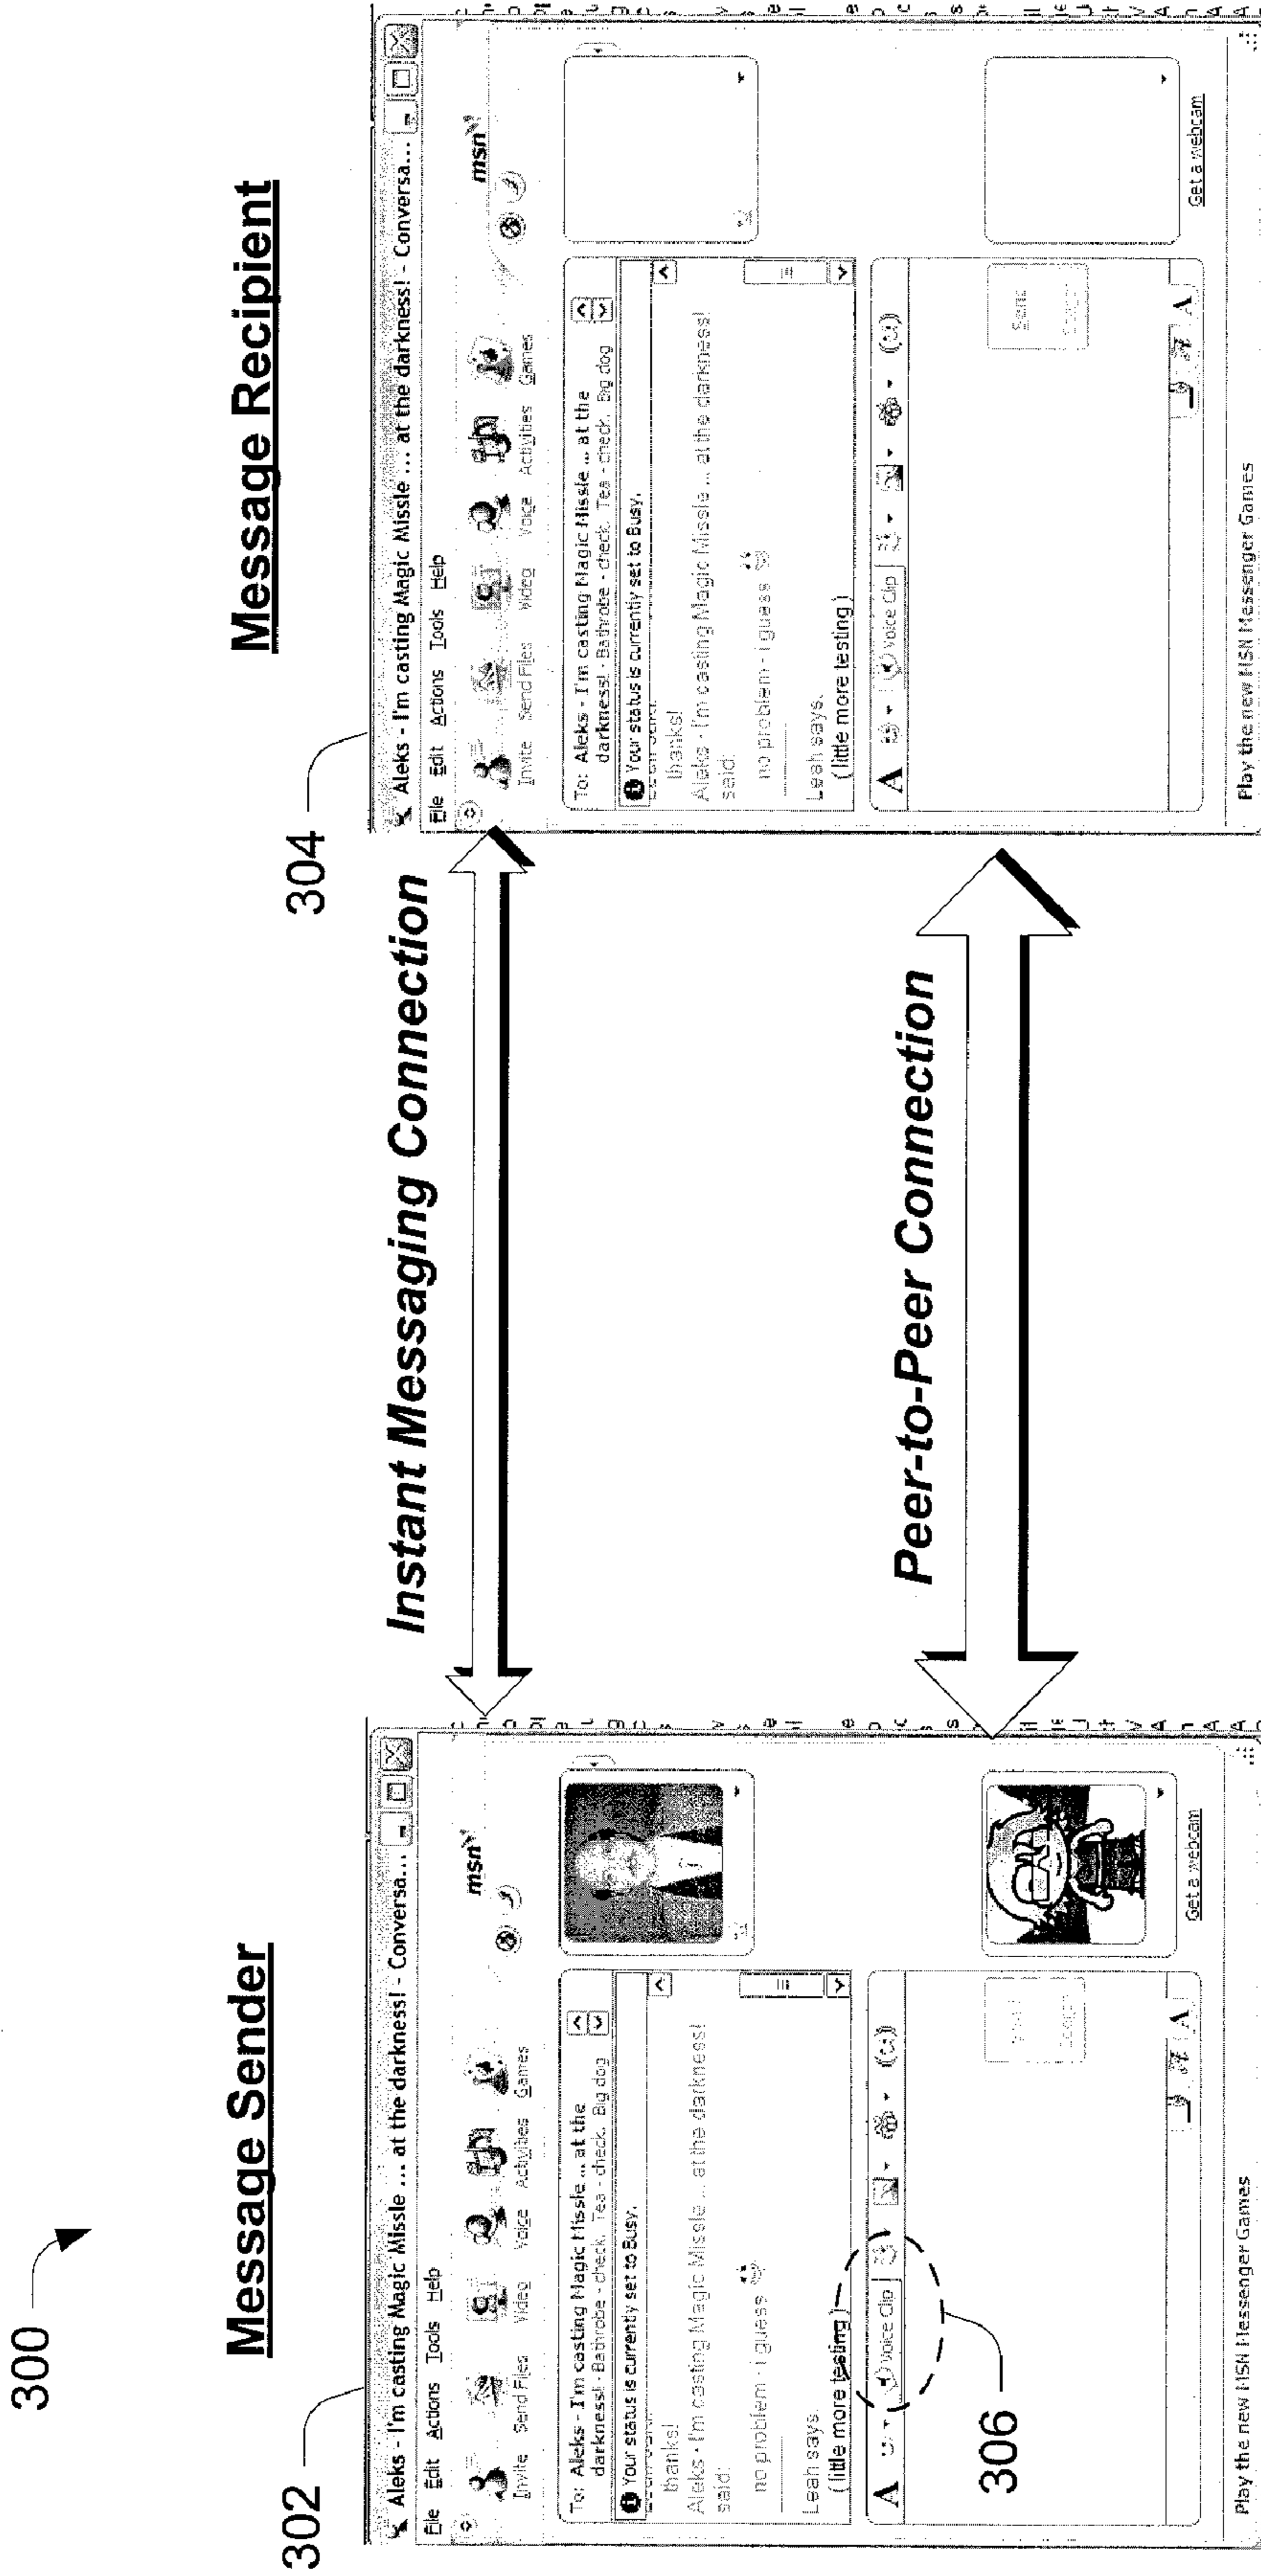 300
Message Sender
302
Aleks - I'm casting Magic Missle ... at the darkness! - Conversa...
File Edit Actions Tools Help
msn
Invite Send Files Video Voice Activities Games
To: Aleks - I'm casting Magic Missle ... at the
darkness! - Bathrobe - check. Tea - check. Big dog
Your status is currently set to Busy.
thanks!
Aleks - I'm casting Magic Missle ... at the darkness!
said:
no problem - i guess
Leah says:
( little more testing )
A Voice Clip
A
Get a webcam
Play the new MSN Messenger Games
306
Instant Messaging Connection
Peer-to-Peer Connection
Message Recipient
304
Aleks - I'm casting Magic Missle ... at the darkness! - Conversa...
File Edit Actions Tools Help
msn
Invite Send Files Video Voice Activities Games
To: Aleks - I'm casting Magic Missle ... at the
darkness! - Bathrobe - check. Tea - check. Big dog
Your status is currently set to Busy.
thanks!
Aleks - I'm casting Magic Missle ... at the darkness!
said:
no problem - i guess
Leah says:
( little more testing )
A Voice Clip
Send
A
Get a webcam
Play the new MSN Messenger Games